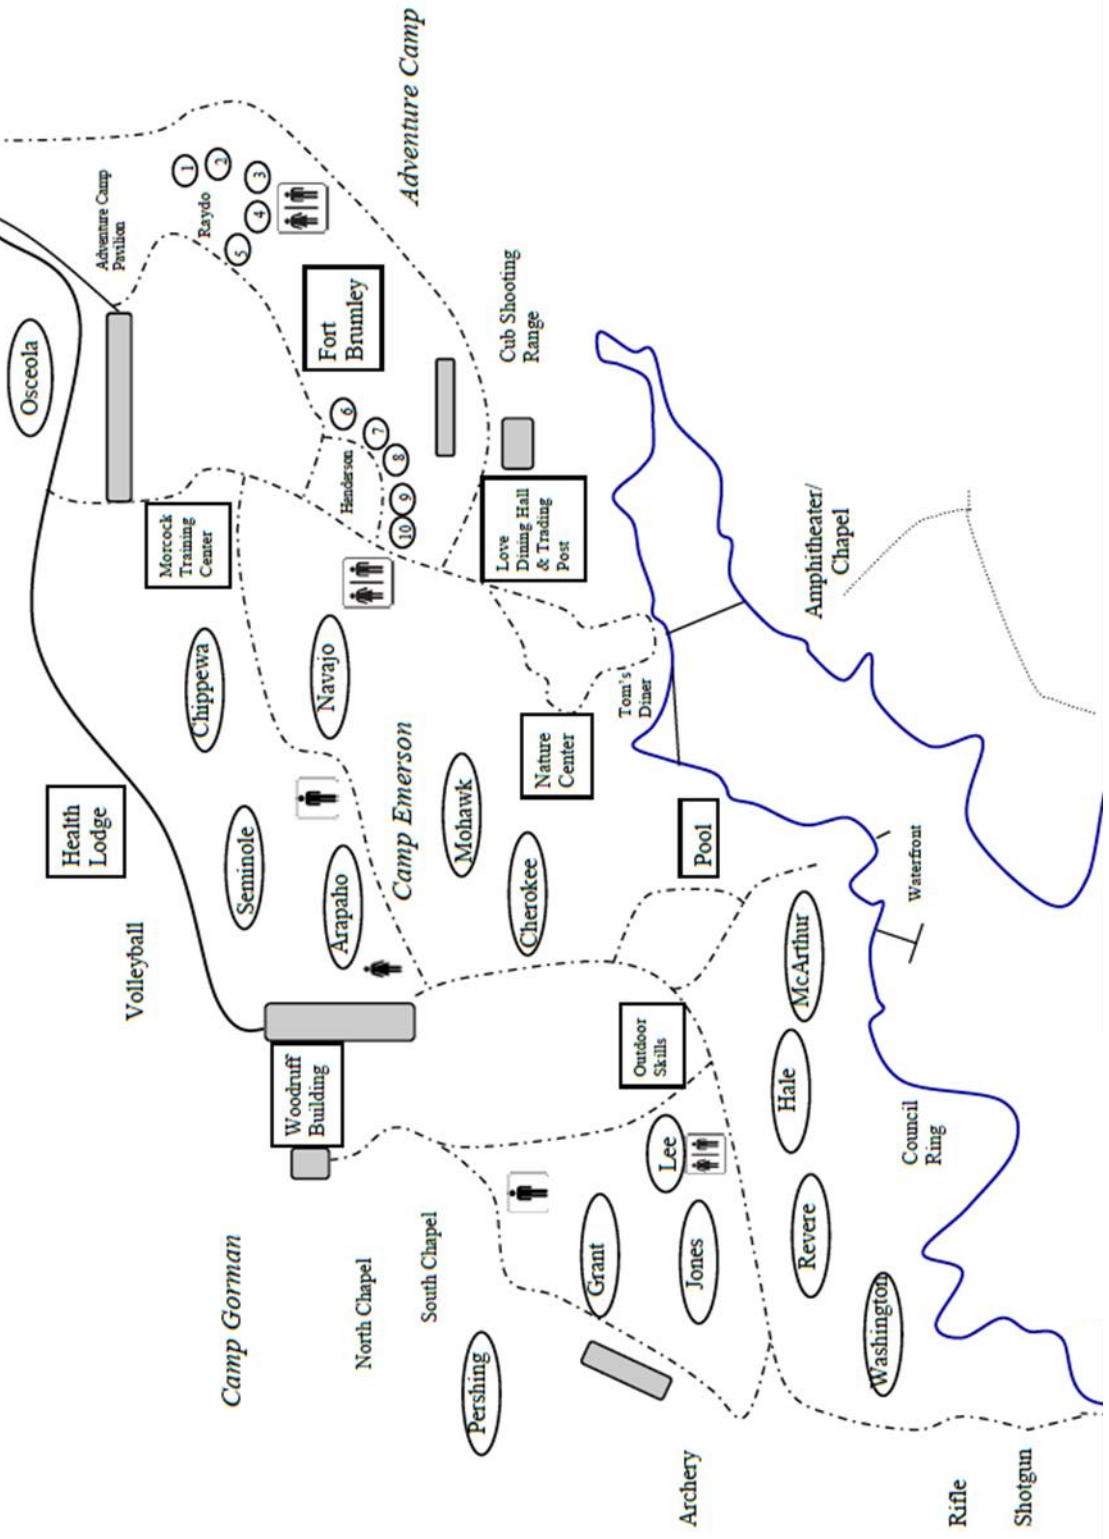 Osceola
Health
Lodge
Adventure Camp
Pavilion
Volleyball
Morcock
Training
Center
1
Chippewa
Raydo
2
Camp Gorman
5
4
3
Seminole
Woodruff
Building
Fort
Brumley
Navajo
Arapaho
6
Henderson
7
8
9
10
North Chapel
Camp Emerson
Adventure Camp
South Chapel
Mohawk
Pershing
Cub Shooting
Range
Cherokee
Love
Dining Hall
& Trading
Post
Nature
Center
Grant
Tom's
Diner
Outdoor
Skills
Lee
Archery
Jones
Pool
Hale
McArthur
Revere
Amphitheater/
Chapel
Washington
Waterfront
Council
Ring
Rifle
Shotgun